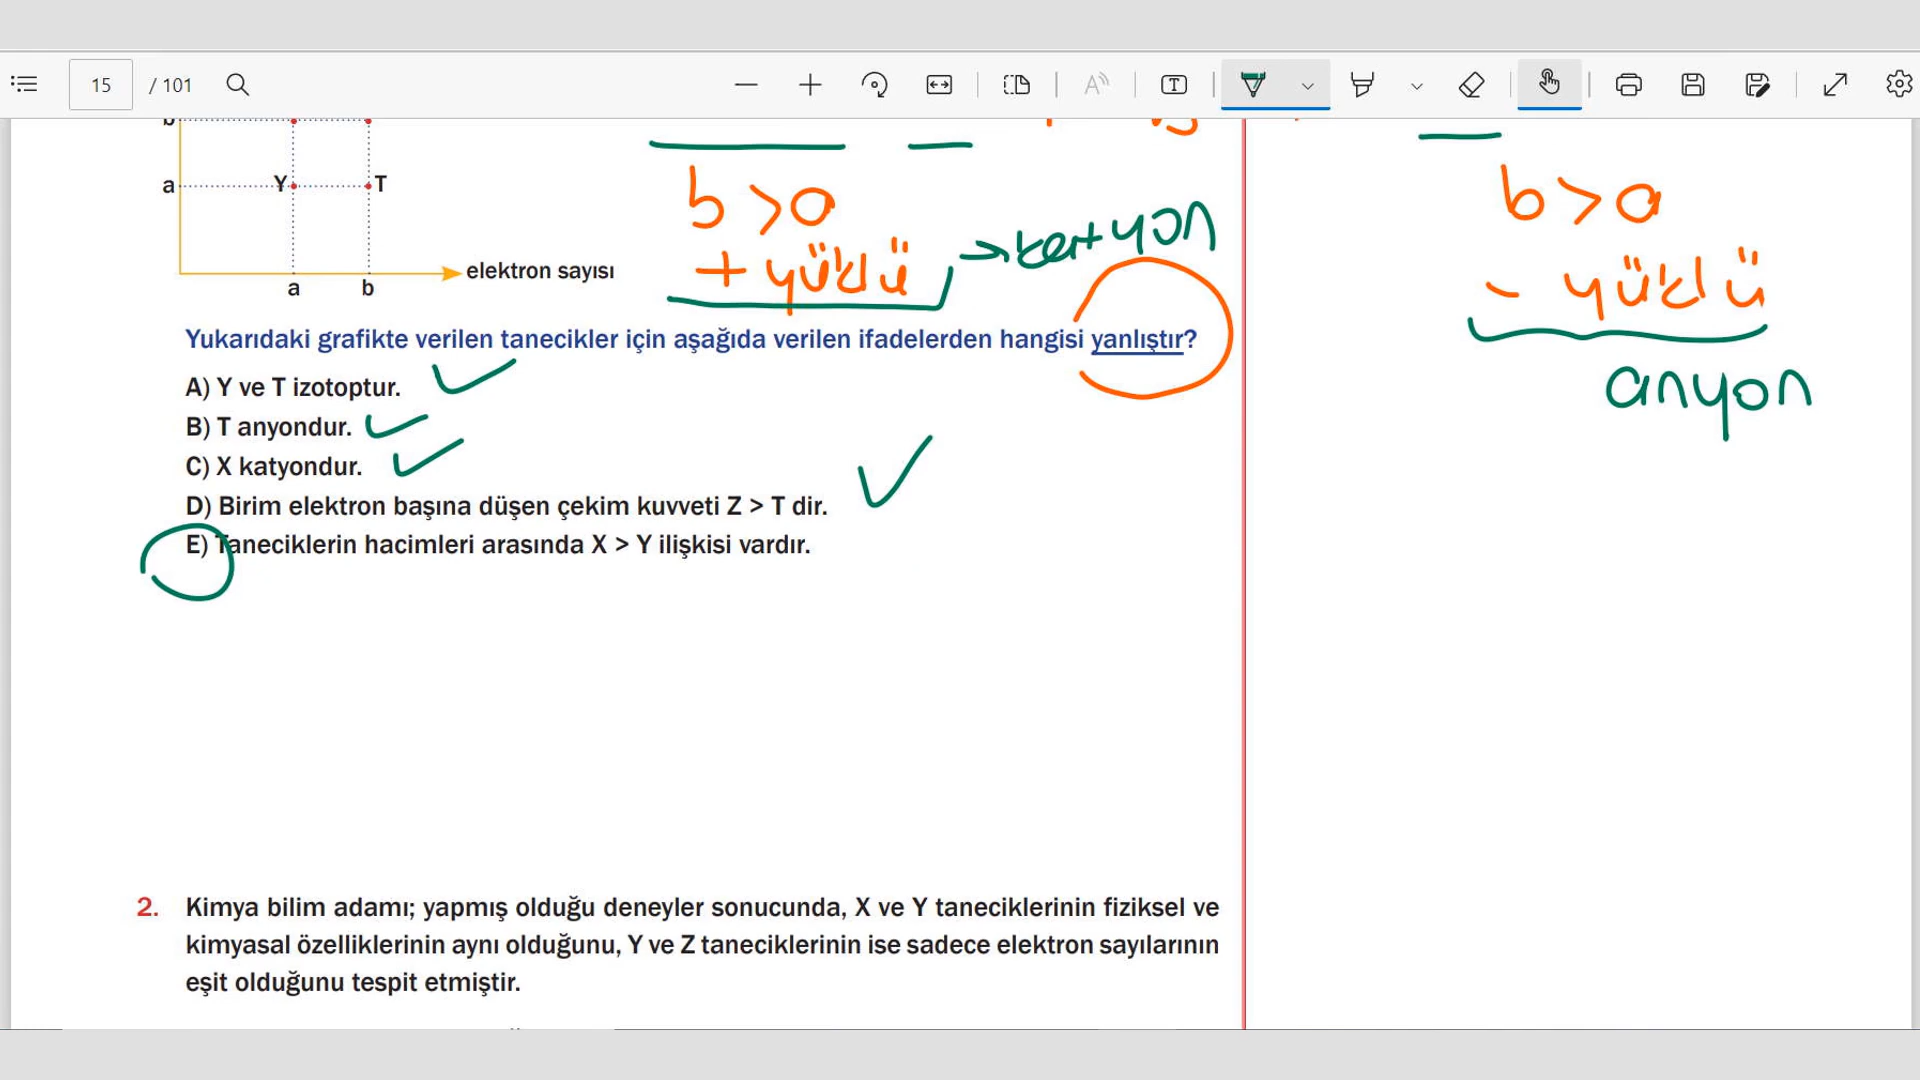 15 / 101
b
a Y T
elektron sayısı
a b
b > a
+ yüklü → katyon
b > a
- yüklü
anyon
Yukarıdaki grafikte verilen tanecikler için aşağıda verilen ifadelerden hangisi yanlıştır?
A) Y ve T izotoptur.
B) T anyondur.
C) X katyondur.
D) Birim elektron başına düşen çekim kuvveti Z > T dir.
E) Taneciklerin hacimleri arasında X > Y ilişkisi vardır.
2. Kimya bilim adamı; yapmış olduğu deneyler sonucunda, X ve Y taneciklerinin fiziksel ve
kimyasal özelliklerinin aynı olduğunu, Y ve Z taneciklerinin ise sadece elektron sayılarının
eşit olduğunu tespit etmiştir.